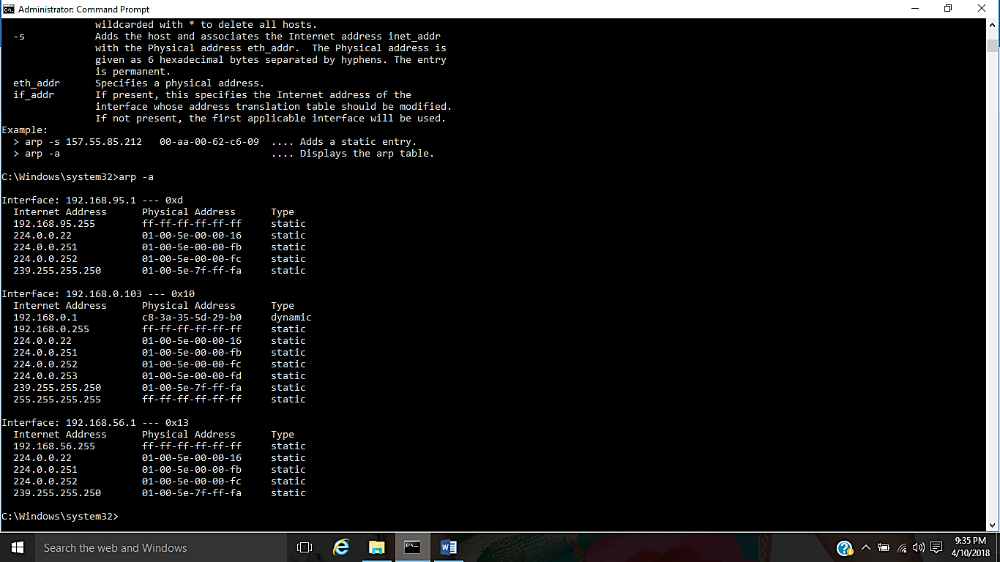 Administrator: Command Prompt
wildcarded with * to delete all hosts.
-s Adds the host and associates the Internet address inet_addr
with the Physical address eth_addr. The Physical address is
given as 6 hexadecimal bytes separated by hyphens. The entry
is permanent.
eth_addr Specifies a physical address.
if_addr If present, this specifies the Internet address of the
interface whose address translation table should be modified.
If not present, the first applicable interface will be used.
Example:
> arp -s 157.55.85.212 00-aa-00-62-c6-09 .... Adds a static entry.
> arp -a .... Displays the arp table.
C:\Windows\system32>arp -a
Interface: 192.168.95.1 --- 0xd
Internet Address Physical Address Type
192.168.95.255 ff-ff-ff-ff-ff-ff static
224.0.0.22 01-00-5e-00-00-16 static
224.0.0.251 01-00-5e-00-00-fb static
224.0.0.252 01-00-5e-00-00-fc static
239.255.255.250 01-00-5e-7f-ff-fa static
Interface: 192.168.0.103 --- 0x10
Internet Address Physical Address Type
192.168.0.1 c8-3a-35-5d-29-b0 dynamic
192.168.0.255 ff-ff-ff-ff-ff-ff static
224.0.0.22 01-00-5e-00-00-16 static
224.0.0.251 01-00-5e-00-00-fb static
224.0.0.252 01-00-5e-00-00-fc static
224.0.0.253 01-00-5e-00-00-fd static
239.255.255.250 01-00-5e-7f-ff-fa static
255.255.255.255 ff-ff-ff-ff-ff-ff static
Interface: 192.168.56.1 --- 0x13
Internet Address Physical Address Type
192.168.56.255 ff-ff-ff-ff-ff-ff static
224.0.0.22 01-00-5e-00-00-16 static
224.0.0.251 01-00-5e-00-00-fb static
224.0.0.252 01-00-5e-00-00-fc static
239.255.255.250 01-00-5e-7f-ff-fa static
C:\Windows\system32>
Search the web and Windows
9:35 PM
4/10/2018